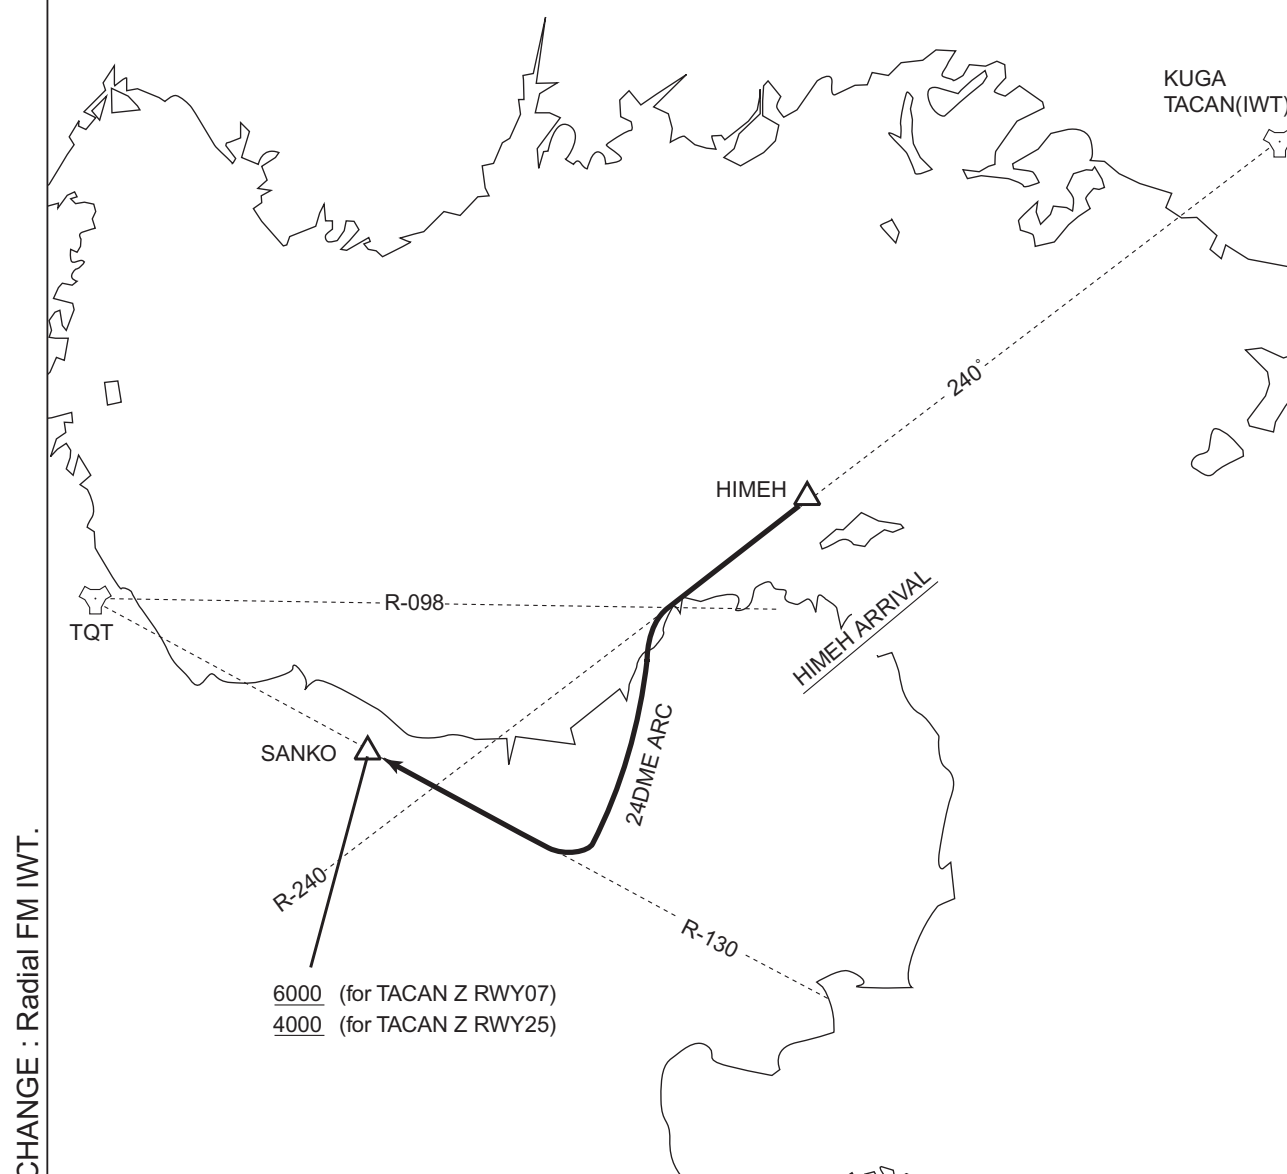 KUGA
TACAN(IWT)
240°
HIMEH
R-098
TQT
HIMEH ARRIVAL
SANKO
24DME ARC
R-240
R-130
6000 (for TACAN Z RWY07)
4000 (for TACAN Z RWY25)
CHANGE : Radial FM IWT.